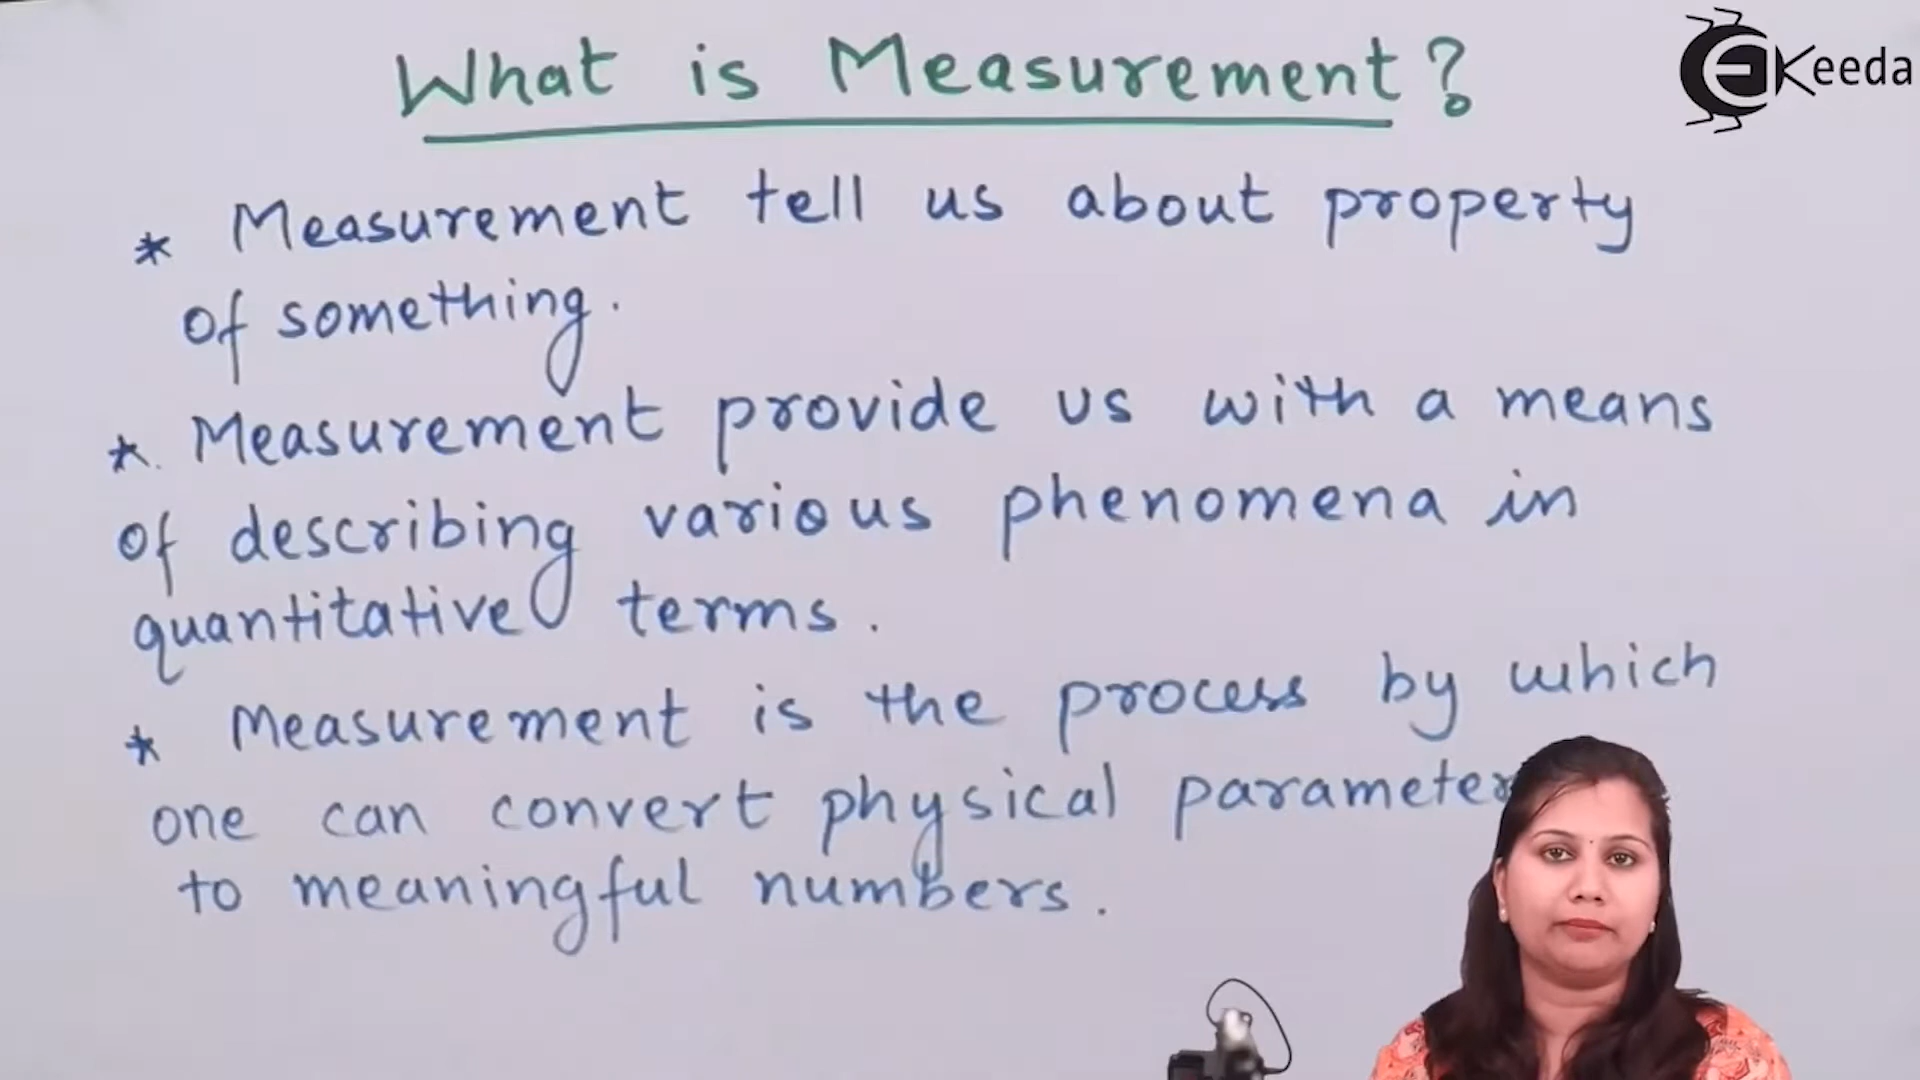 What is Measurement?
EKeeda
* Measurement tell us about property
of something.
*. Measurement provide us with a means
of describing various phenomena in
quantitative terms.
* Measurement is the process by which
one can convert physical parameter
to meaningful numbers.